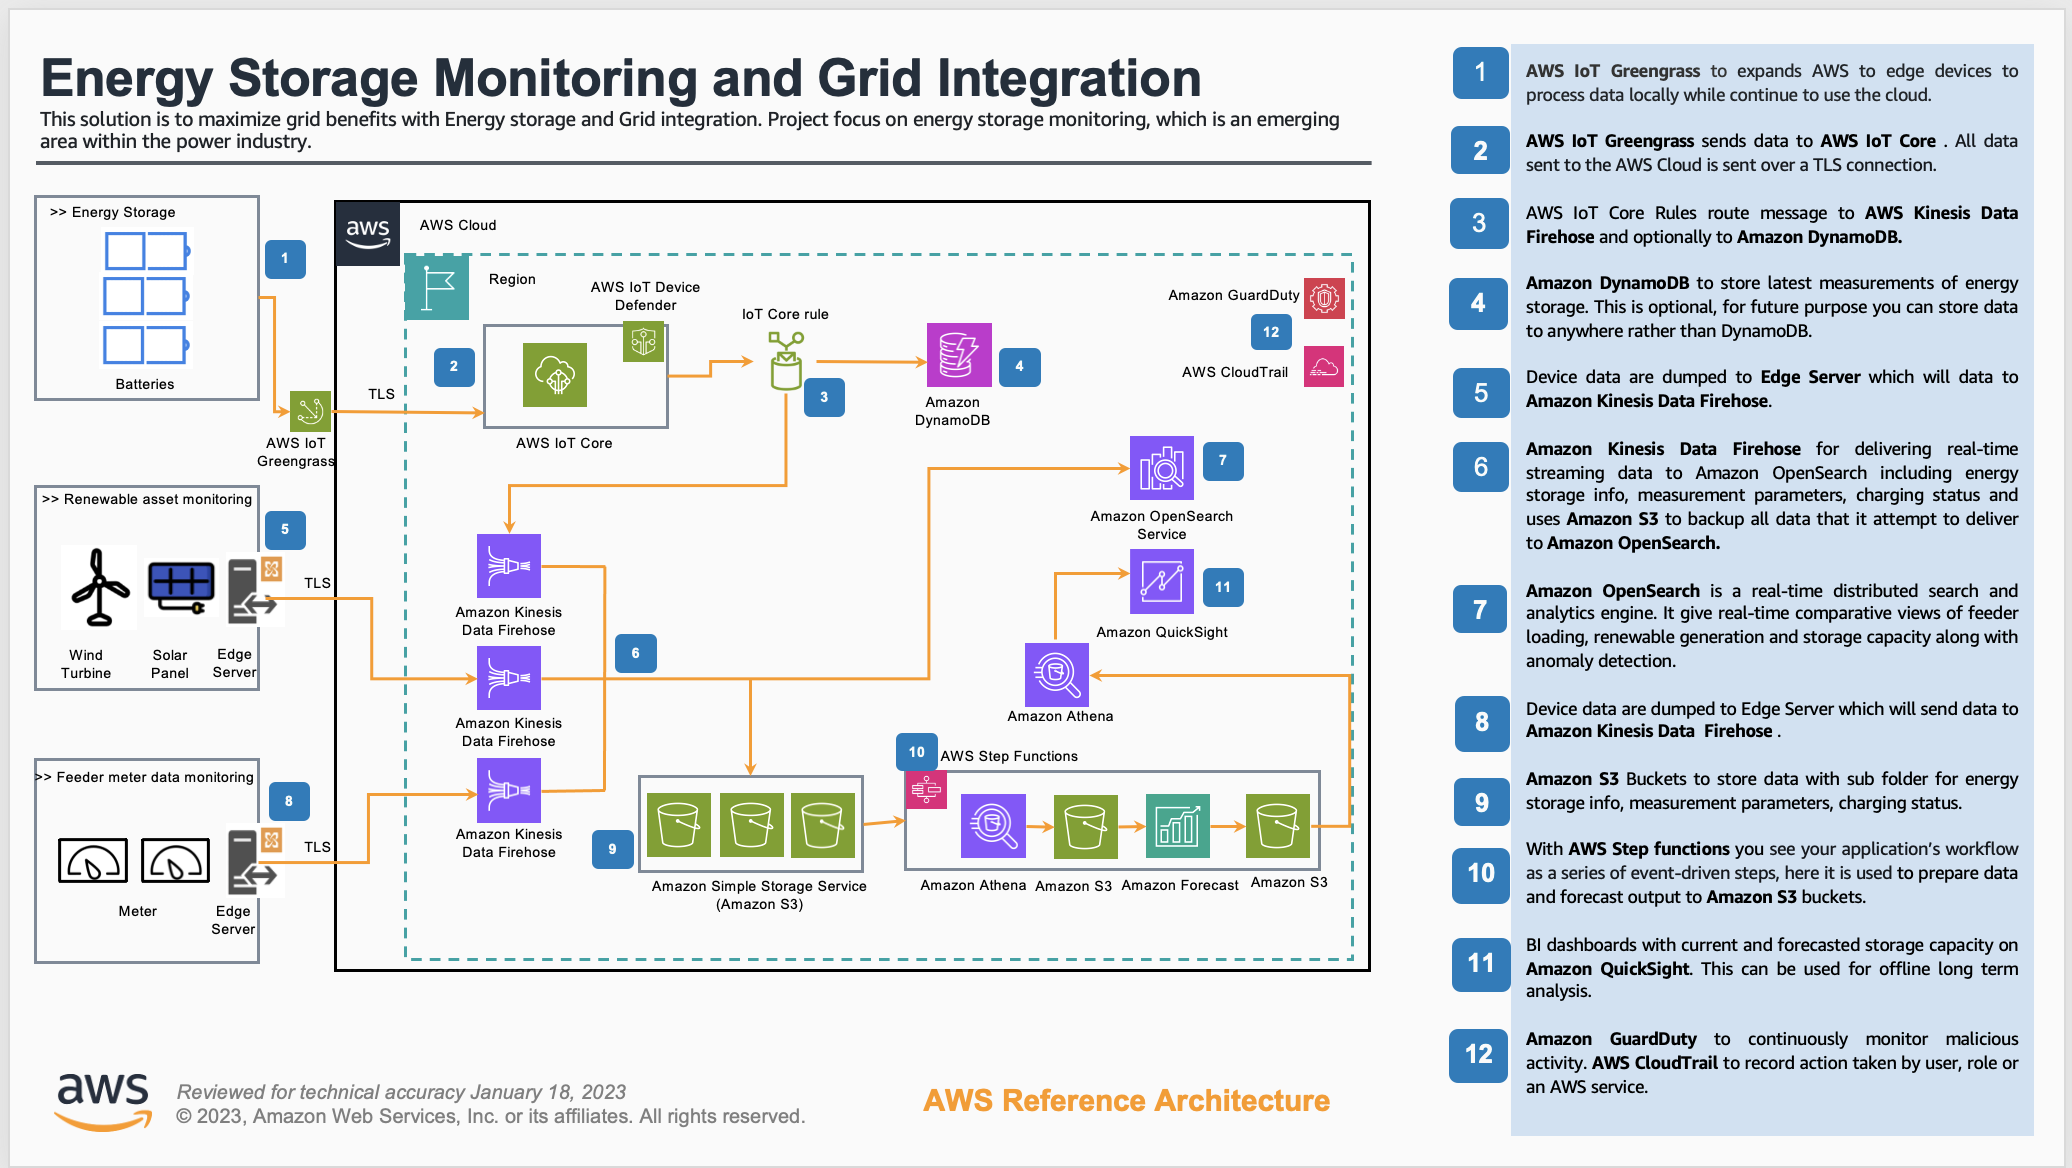 Energy Storage Monitoring and Grid Integration
This solution is to maximize grid benefits with Energy storage and Grid integration. Project focus on energy storage monitoring, which is an emerging
area within the power industry.
>> Energy Storage
Batteries
1
AWS IoT
Greengrass
TLS
>> Renewable asset monitoring
5
Wind
Turbine
Solar
Panel
Edge
Server
TLS
>> Feeder meter data monitoring
8
Meter
Edge
Server
TLS
aws
AWS Cloud
Region
2
AWS IoT Device
Defender
AWS IoT Core
IoT Core rule
3
Amazon
DynamoDB
4
Amazon GuardDuty
12
AWS CloudTrail
Amazon Kinesis
Data Firehose
Amazon Kinesis
Data Firehose
Amazon Kinesis
Data Firehose
6
7
Amazon OpenSearch
Service
11
Amazon QuickSight
Amazon Athena
9
Amazon Simple Storage Service
(Amazon S3)
10
AWS Step Functions
Amazon Athena
Amazon S3
Amazon Forecast
Amazon S3
aws
Reviewed for technical accuracy January 18, 2023
© 2023, Amazon Web Services, Inc. or its affiliates. All rights reserved.
AWS Reference Architecture
1
AWS IoT Greengrass to expands AWS to edge devices to
process data locally while continue to use the cloud.
2
AWS IoT Greengrass sends data to AWS IoT Core . All data
sent to the AWS Cloud is sent over a TLS connection.
3
AWS IoT Core Rules route message to AWS Kinesis Data
Firehose and optionally to Amazon DynamoDB.
4
Amazon DynamoDB to store latest measurements of energy
storage. This is optional, for future purpose you can store data
to anywhere rather than DynamoDB.
5
Device data are dumped to Edge Server which will data to
Amazon Kinesis Data Firehose.
6
Amazon Kinesis Data Firehose for delivering real-time
streaming data to Amazon OpenSearch including energy
storage info, measurement parameters, charging status and
uses Amazon S3 to backup all data that it attempt to deliver
to Amazon OpenSearch.
7
Amazon OpenSearch is a real-time distributed search and
analytics engine. It give real-time comparative views of feeder
loading, renewable generation and storage capacity along with
anomaly detection.
8
Device data are dumped to Edge Server which will send data to
Amazon Kinesis Data Firehose .
9
Amazon S3 Buckets to store data with sub folder for energy
storage info, measurement parameters, charging status.
10
With AWS Step functions you see your application's workflow
as a series of event-driven steps, here it is used to prepare data
and forecast output to Amazon S3 buckets.
11
BI dashboards with current and forecasted storage capacity on
Amazon QuickSight. This can be used for offline long term
analysis.
12
Amazon GuardDuty to continuously monitor malicious
activity. AWS CloudTrail to record action taken by user, role or
an AWS service.